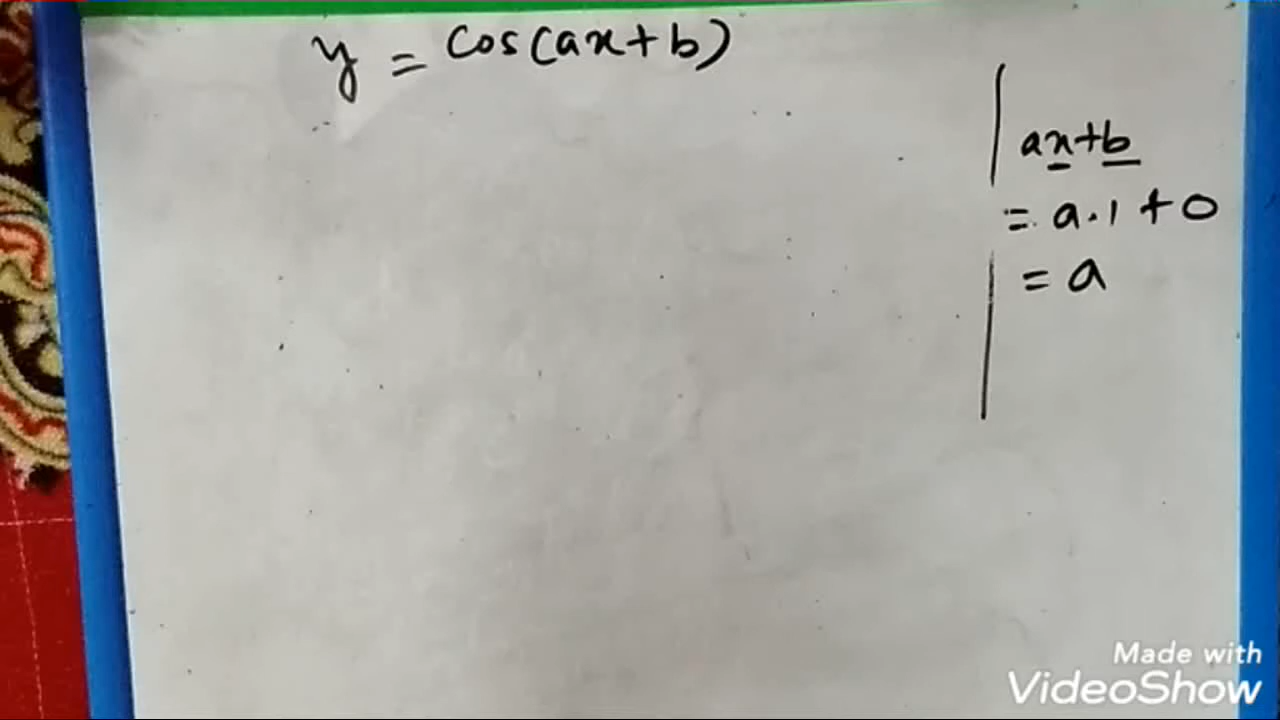 y = cos(ax+b)
ax+b
= a.1 + 0
= a
Made with
VideoShow